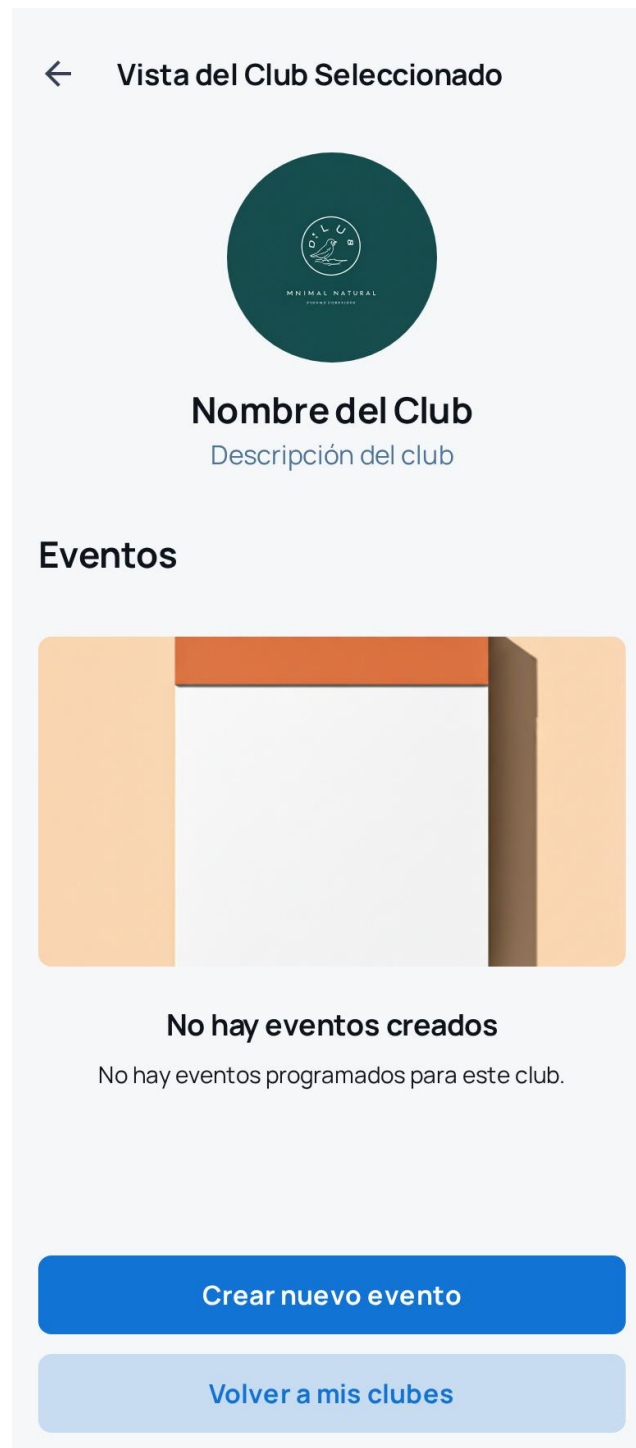 Vista del Club Seleccionado
D:LUB
MNIMAL NATURAL
Nombre del Club
Descripción del club
Eventos
No hay eventos creados
No hay eventos programados para este club.
Crear nuevo evento
Volver a mis clubes